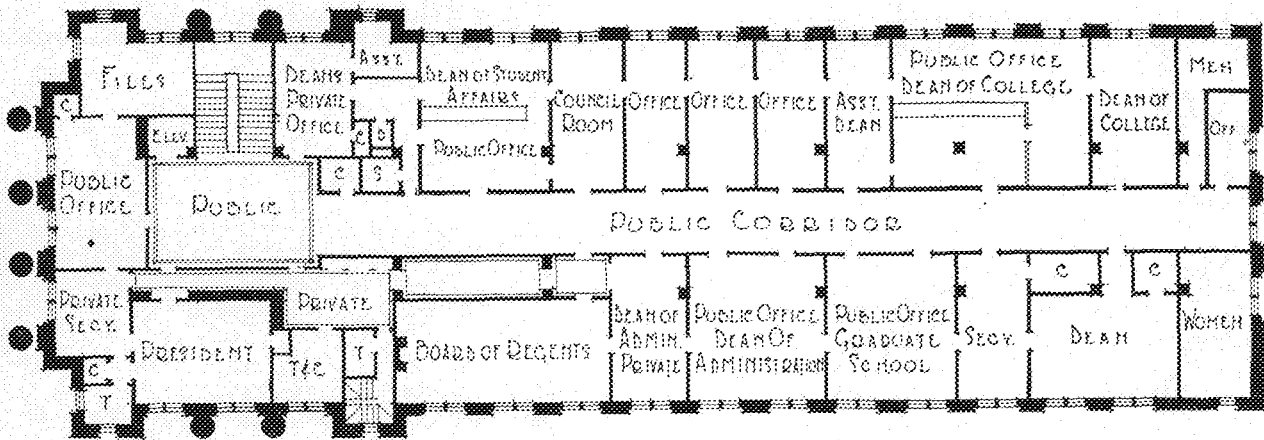 ASST.
FILES
C
ELEV.
DEANS
PRIVATE
OFFICE
C
D
C
S
DEAN OF STUDENT
AFFAIRS
PUBLIC OFFICE
COUNCIL
ROOM
OFFICE
OFFICE
OFFICE
ASST.
DEAN
PUBLIC OFFICE
DEAN OF COLLEGE
DEAN OF
COLLEGE
MEN
OFF
PUBLIC
OFFICE
PUBLIC
PUBLIC CORRIDOR
PRIVATE
SECY.
C
T
PRESIDENT
PRIVATE
T&C
T
BOARD OF REGENTS
DEAN OF
ADMIN.
PRIVATE
PUBLIC OFFICE
DEAN OF
ADMINISTRATION
PUBLIC OFFICE
GRADUATE
SCHOOL
SECY.
C
C
DEAN
WOMEN